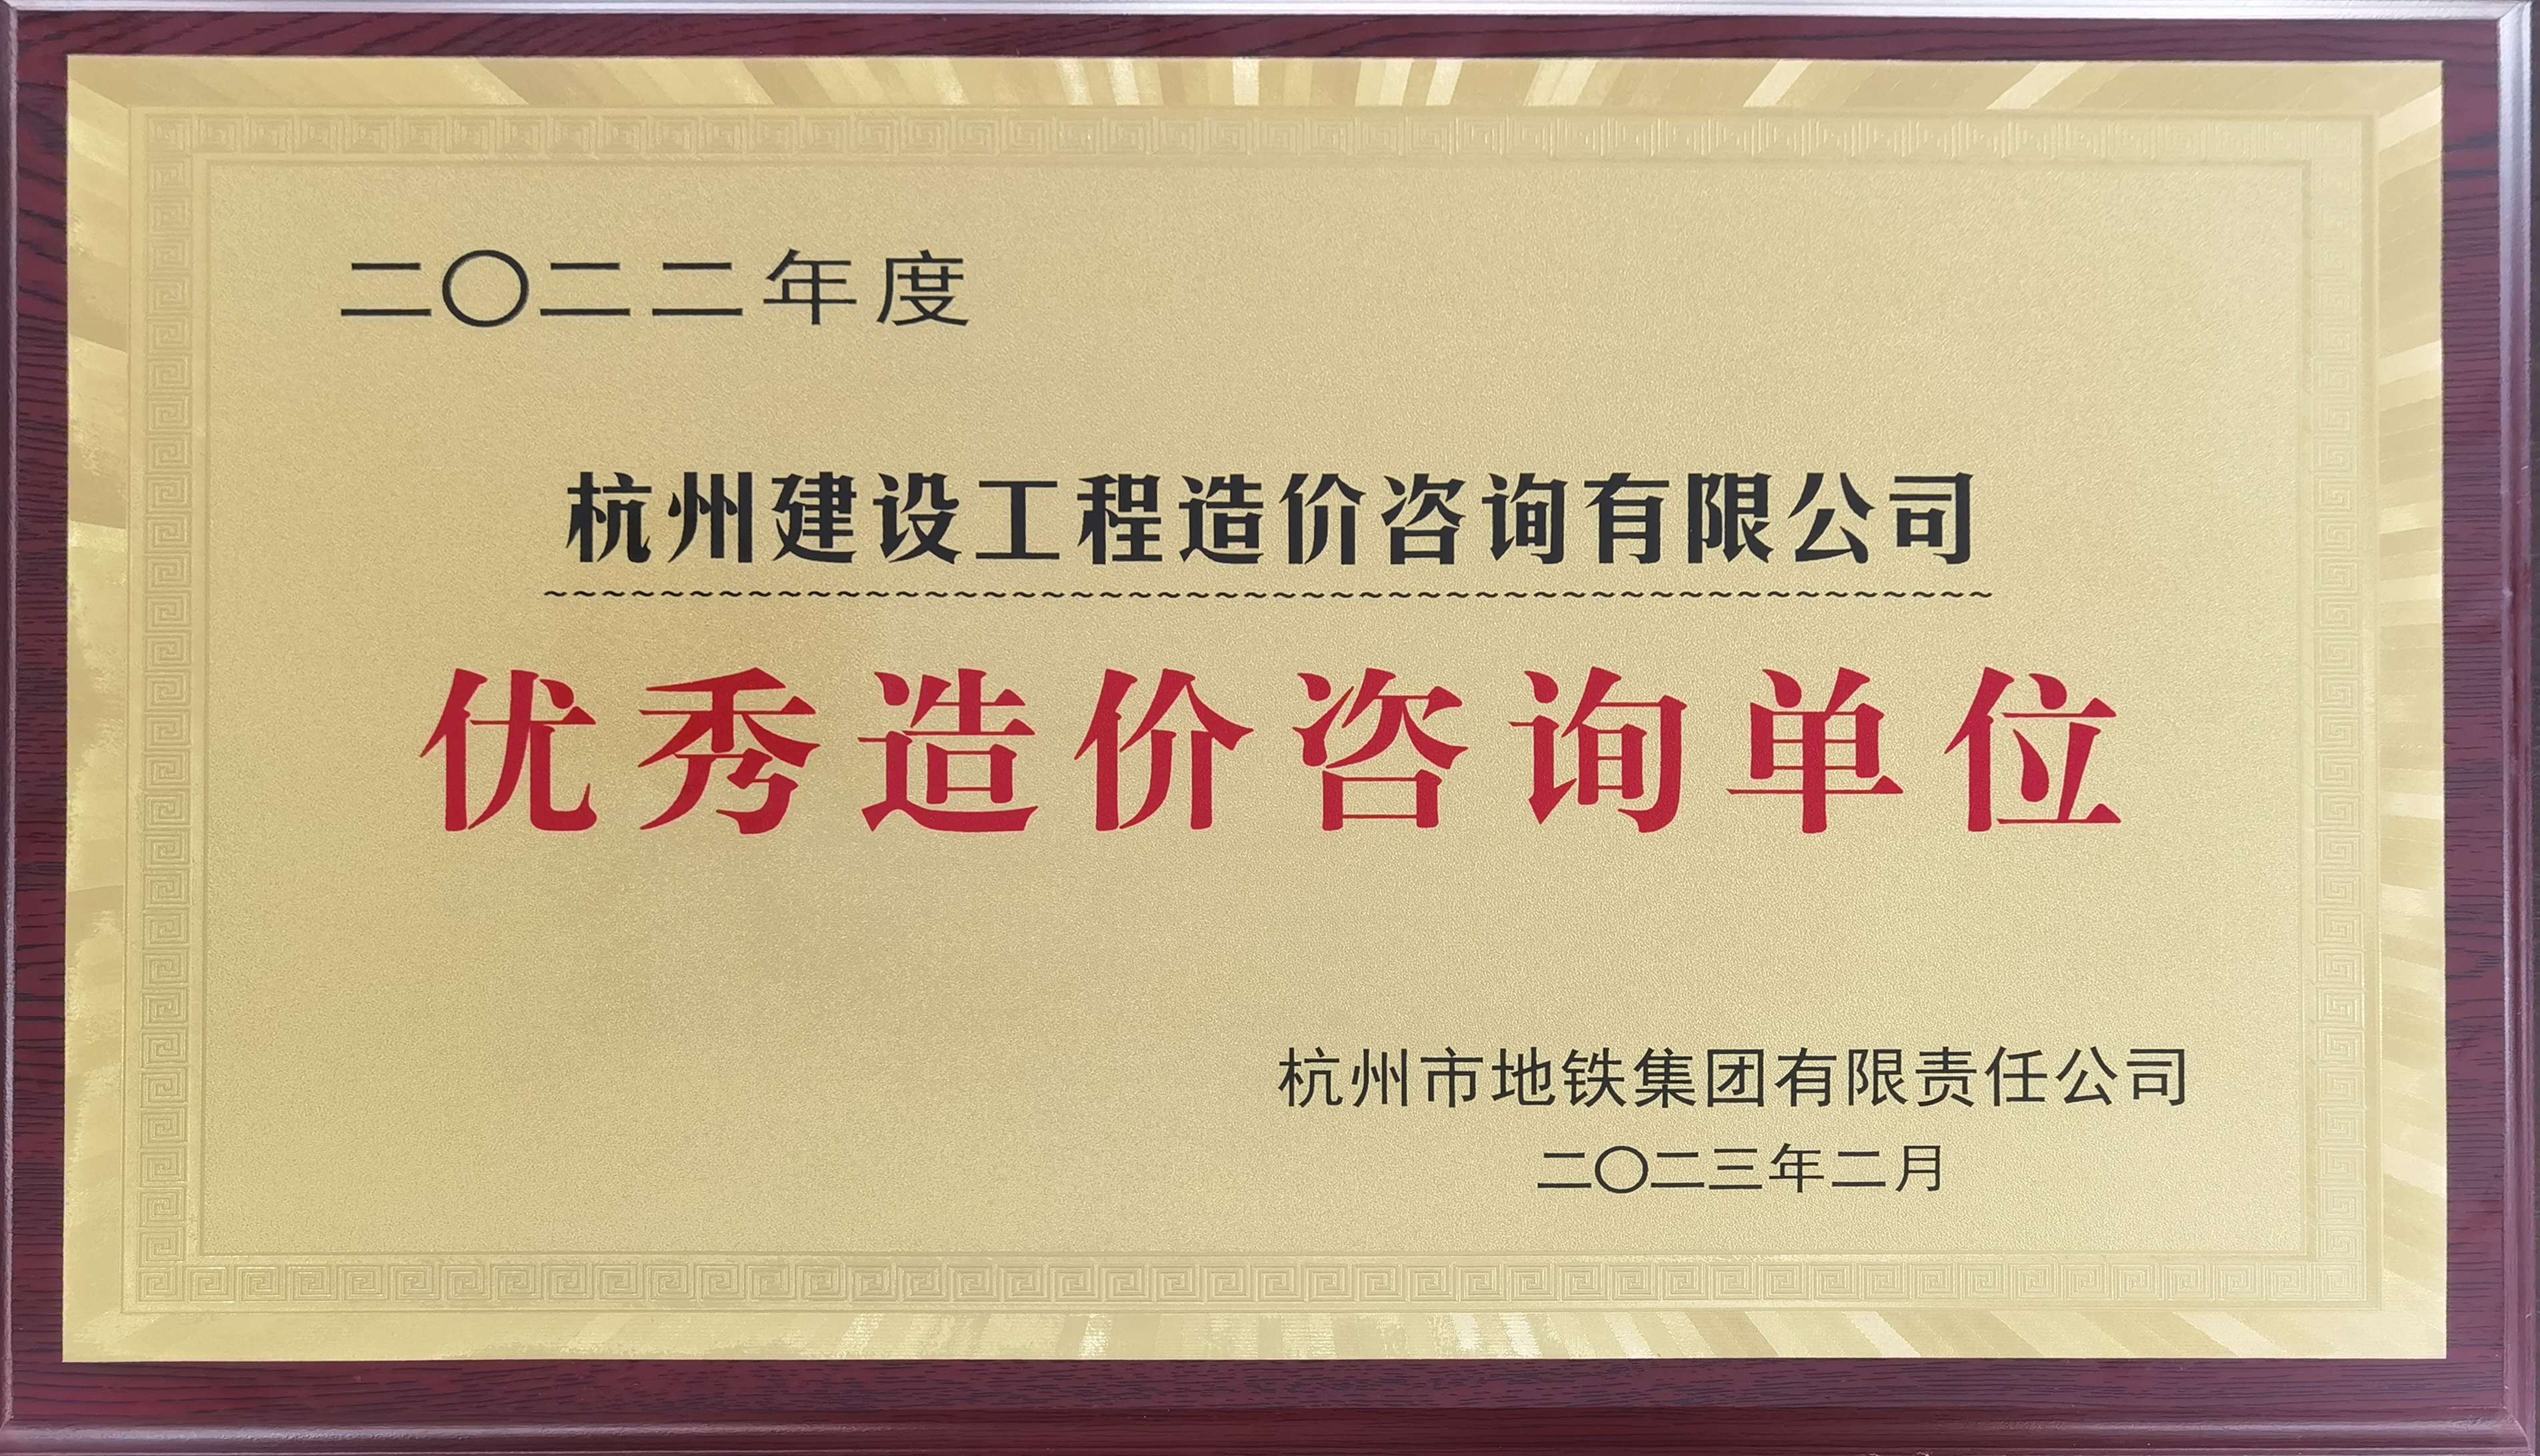 二〇二二年度
杭州建设工程造价咨询有限公司
优秀造价咨询单位
杭州市地铁集团有限责任公司
二〇二三年二月